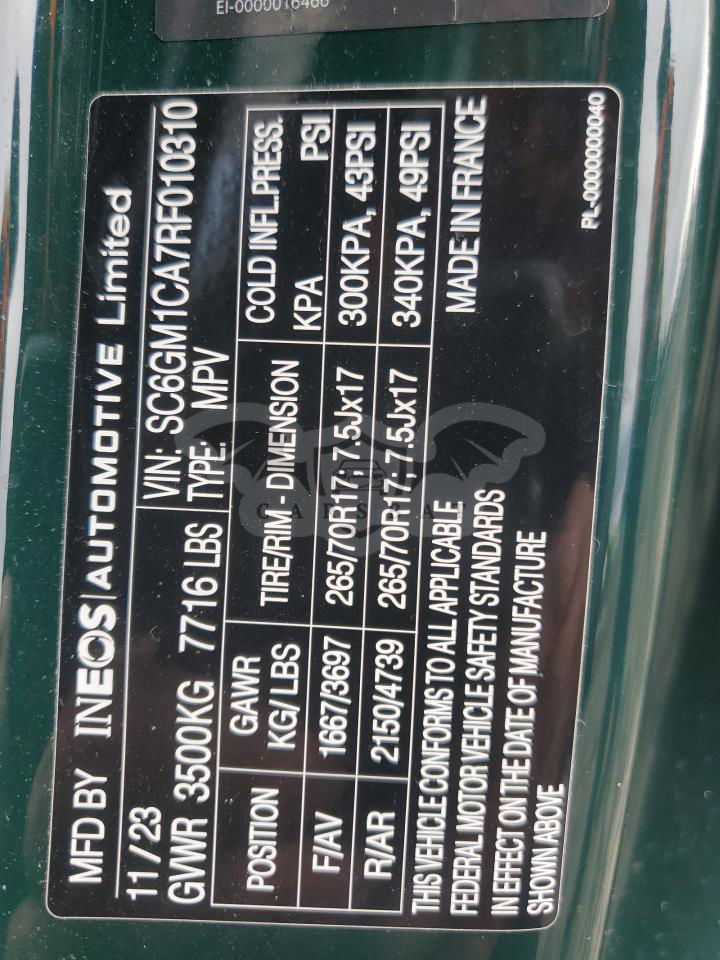 EI-0000016466
MFD BY INEOS | AUTOMOTIVE Limited
11/23 VIN: SC6GM1CA7RF010310
GVWR 3500KG 7716 LBS TYPE: MPV
POSITION GAWR KG/LBS TIRE/RIM - DIMENSION COLD INFL.PRESS. KPA PSI
F/AV 1667/3697 265/70R17; 7.5Jx17 300KPA, 43PSI
R/AR 2150/4739 265/70R17; 7.5Jx17 340KPA, 49PSI
THIS VEHICLE CONFORMS TO ALL APPLICABLE MADE IN FRANCE
FEDERAL MOTOR VEHICLE SAFETY STANDARDS
IN EFFECT ON THE DATE OF MANUFACTURE
SHOWN ABOVE
PL-0000000040